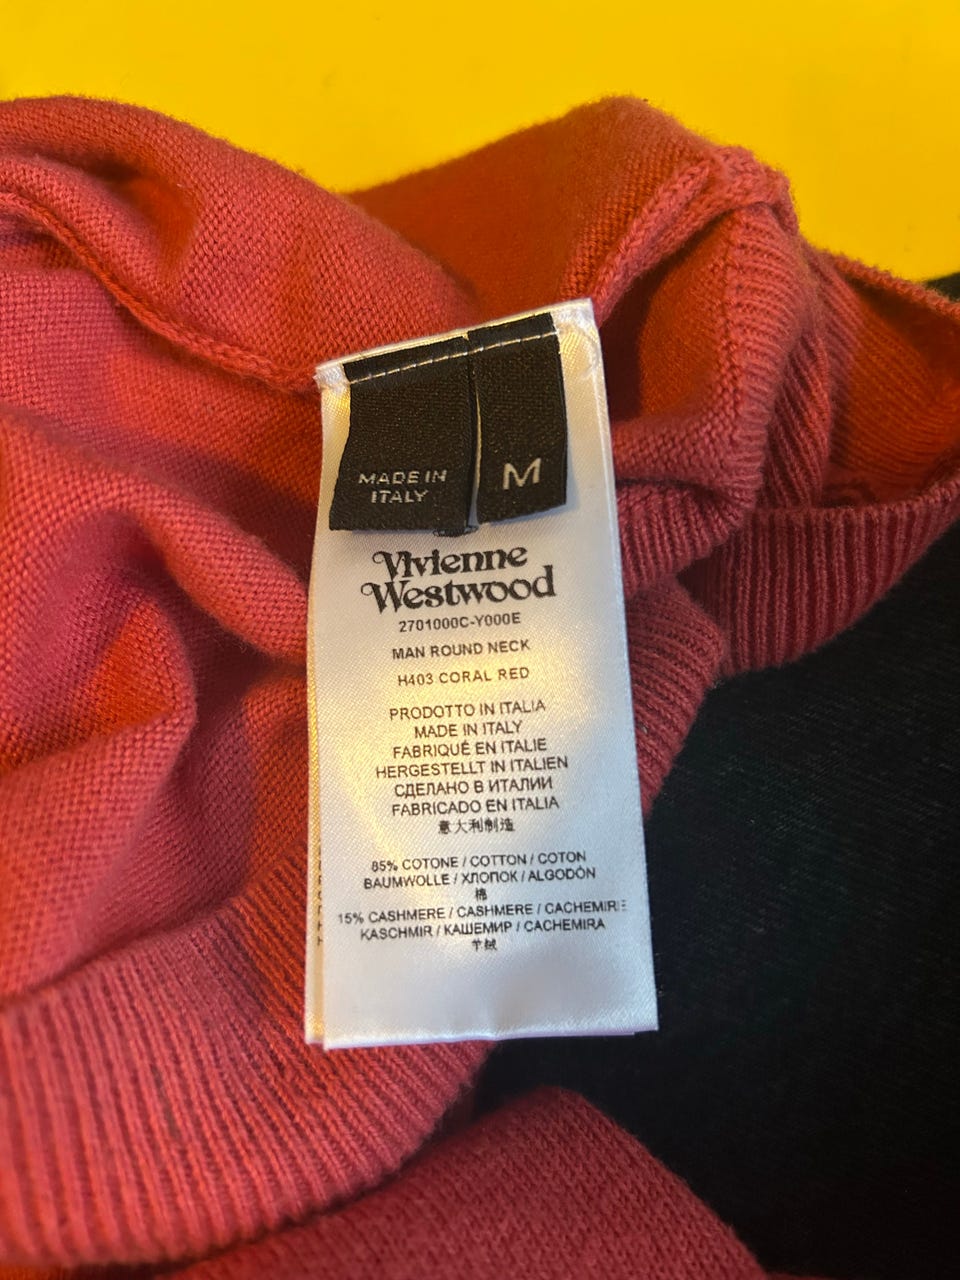 MADE IN
ITALY
M
Vivienne
Westwood
2701000C-Y000E
MAN ROUND NECK
H403 CORAL RED
PRODOTTO IN ITALIA
MADE IN ITALY
FABRIQUÉ EN ITALIE
HERGESTELLT IN ITALIEN
СДЕЛАНО В ИТАЛИИ
FABRICADO EN ITALIA
意大利制造
85% COTONE / COTTON / COTON
BAUMWOLLE / ХЛОПОК / ALGODÓN
棉
15% CASHMERE / CASHMERE / CACHEMIRE
KASCHMIR / КАШЕМИР / CACHEMIRA
羊绒